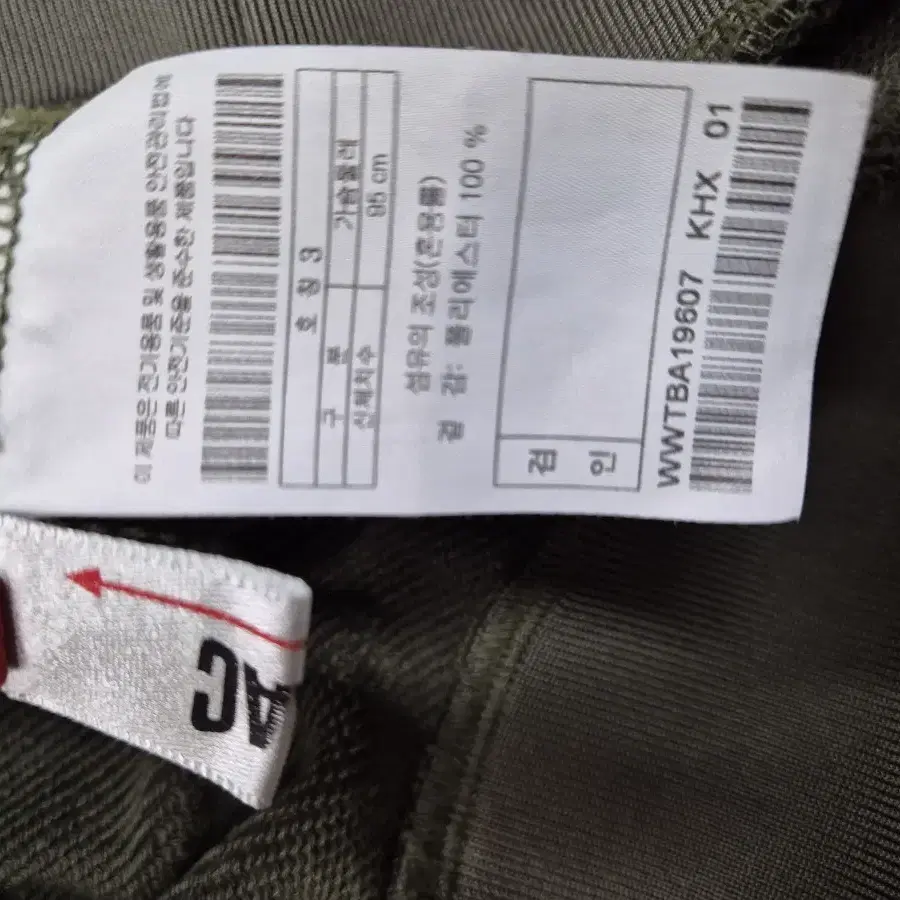 이 제품은 전기용품 및 생활용품 안전관리법에
따른 안전기준을 준수한 제품입니다
호 칭 3
구 분 가슴둘레
신체치수 95 cm
섬유의 조성(혼용률)
겉 감: 폴리에스터 100 %
검 인
WWTBA19607 KHX 01